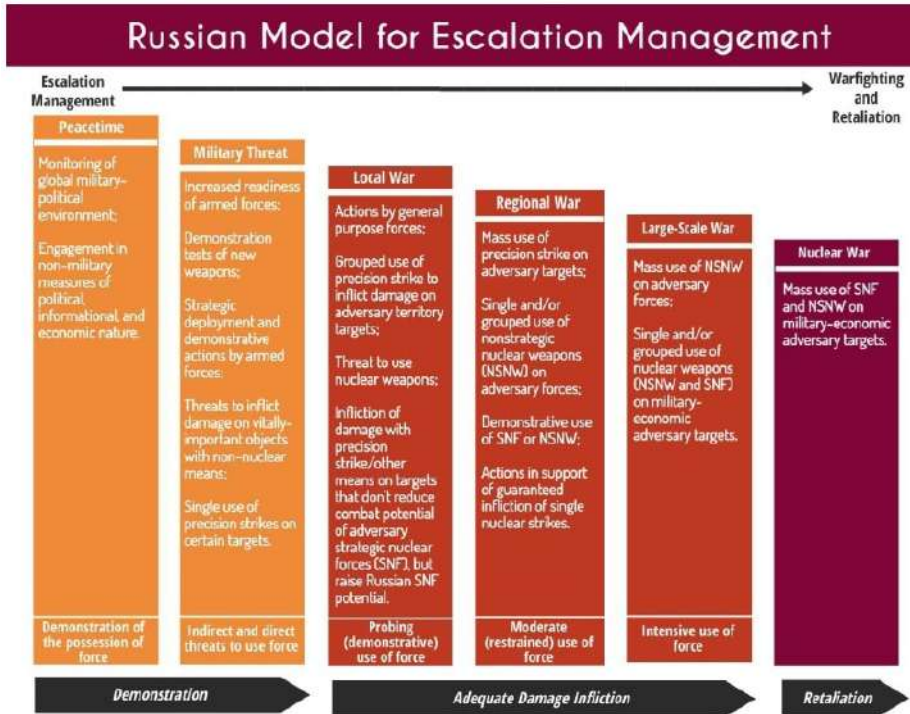 Russian Model for Escalation Management
Escalation
Management
Warfighting
and
Retaliation
Peacetime
Monitoring of
global military-
political
environment;
Engagement in
non-military
measures of
political,
informational, and
economic nature.
Demonstration of
the possession of
force
Military Threat
Increased readiness
of armed forces;
Demonstration
tests of new
weapons;
Strategic
deployment and
demonstrative
actions by armed
forces;
Threats to inflict
damage on vitally-
important objects
with non-nuclear
means;
Single use of
precision strikes on
certain targets.
Indirect and direct
threats to use force
Local War
Actions by general
purpose forces;
Grouped use of
precision strike to
inflict damage on
adversary territory
targets;
Threat to use
nuclear weapons;
Infliction of
damage with
precision
strike/other
means on targets
that don't reduce
combat potential
of adversary
strategic nuclear
forces (SNF), but
raise Russian SNF
potential.
Probing
(demonstrative)
use of force
Regional War
Mass use of
precision strike on
adversary targets;
Single and/or
grouped use of
nonstrategic
nuclear weapons
(NSNW) on
adversary forces;
Demonstrative use
of SNF or NSNW;
Actions in support
of guaranteed
infliction of single
nuclear strikes.
Moderate
(restrained) use of
force
Large-Scale War
Mass use of NSNW
on adversary
forces;
Single and/or
grouped use of
nuclear weapons
(NSNW and SNF)
on military-
economic
adversary targets.
Intensive use of
force
Nuclear War
Mass use of SNF
and NSNW on
military-economic
adversary targets.
Demonstration
Adequate Damage Infliction
Retaliation